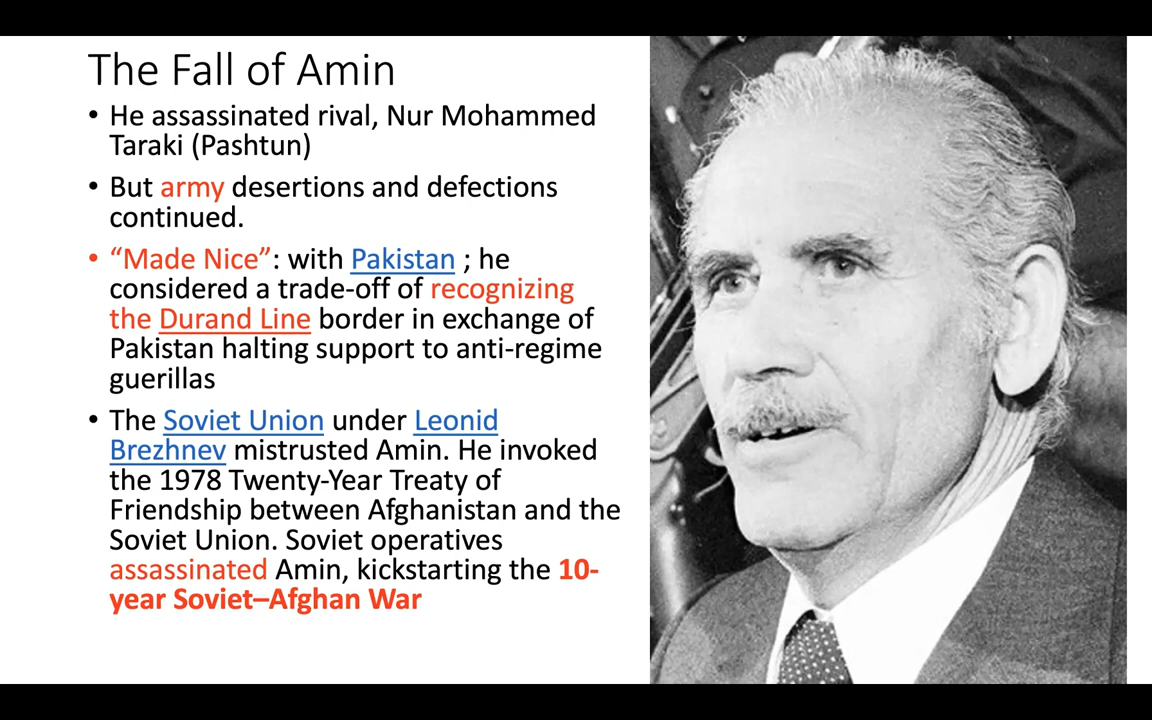 The Fall of Amin
• He assassinated rival, Nur Mohammed
Taraki (Pashtun)
• But army desertions and defections
continued.
• “Made Nice”: with Pakistan ; he
considered a trade-off of recognizing
the Durand Line border in exchange of
Pakistan halting support to anti-regime
guerillas
• The Soviet Union under Leonid
Brezhnev mistrusted Amin. He invoked
the 1978 Twenty-Year Treaty of
Friendship between Afghanistan and the
Soviet Union. Soviet operatives
assassinated Amin, kickstarting the 10-
year Soviet–Afghan War